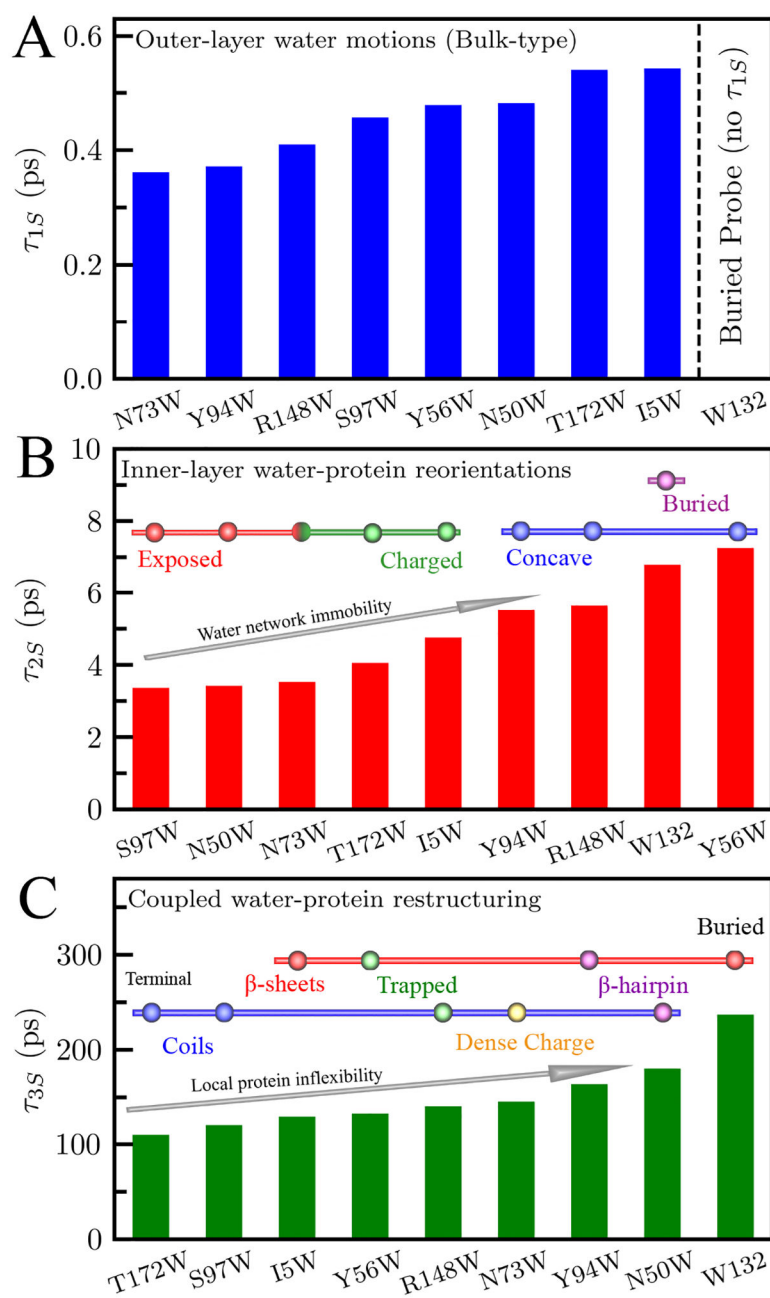 A
Outer-layer water motions (Bulk-type)
τ1S (ps)
0.6
0.4
0.2
0.0
Buried Probe (no τ1S)
N73W Y94W R148W S97W Y56W N50W T172W I5W W132
B
Inner-layer water-protein reorientations
τ2S (ps)
10
8
6
4
2
0
Buried
Exposed Charged Concave
Water network immobility
S97W N50W N73W T172W I5W Y94W R148W W132 Y56W
C
Coupled water-protein restructuring
τ3S (ps)
300
200
100
0
Buried
Terminal β-sheets Trapped β-hairpin
Coils Dense Charge
Local protein inflexibility
T172W S97W I5W Y56W R148W N73W Y94W N50W W132